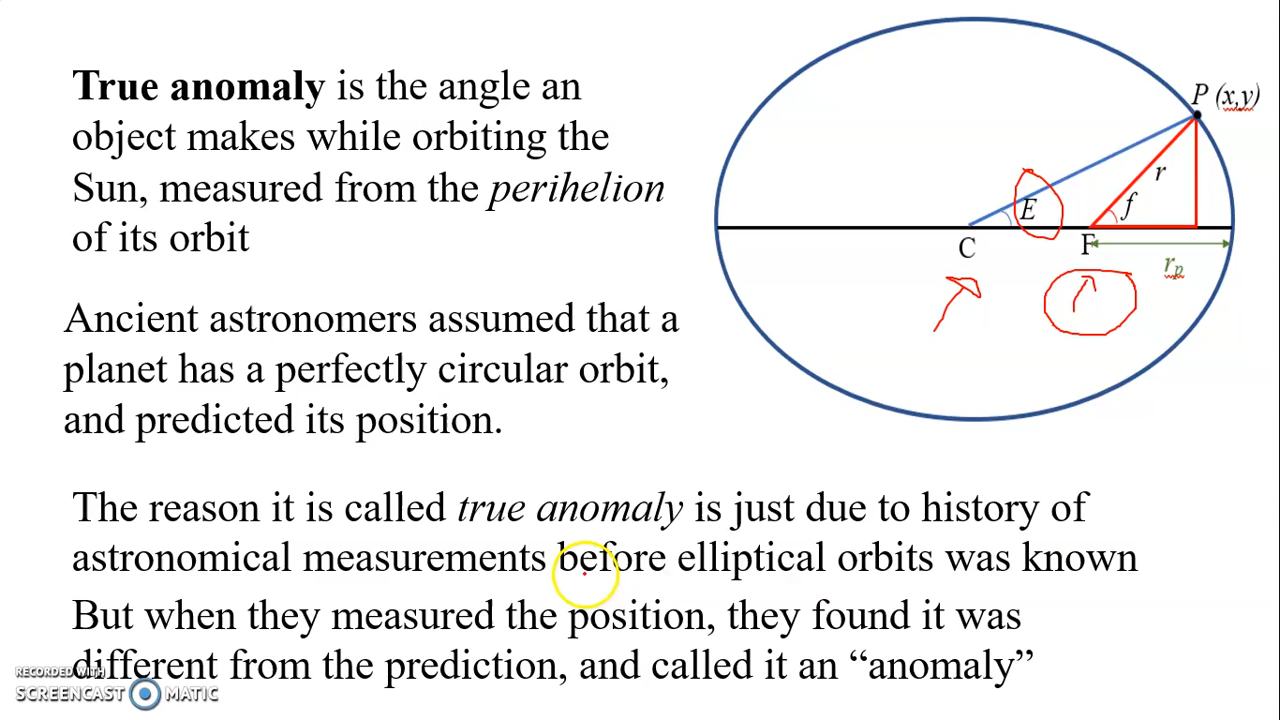 True anomaly is the angle an
object makes while orbiting the
Sun, measured from the perihelion
of its orbit
P (x,y)
r
E
f
C
F
rp
Ancient astronomers assumed that a
planet has a perfectly circular orbit,
and predicted its position.
The reason it is called true anomaly is just due to history of
astronomical measurements before elliptical orbits was known
But when they measured the position, they found it was
different from the prediction, and called it an “anomaly”
RECORDED WITH
SCREENCAST MATIC